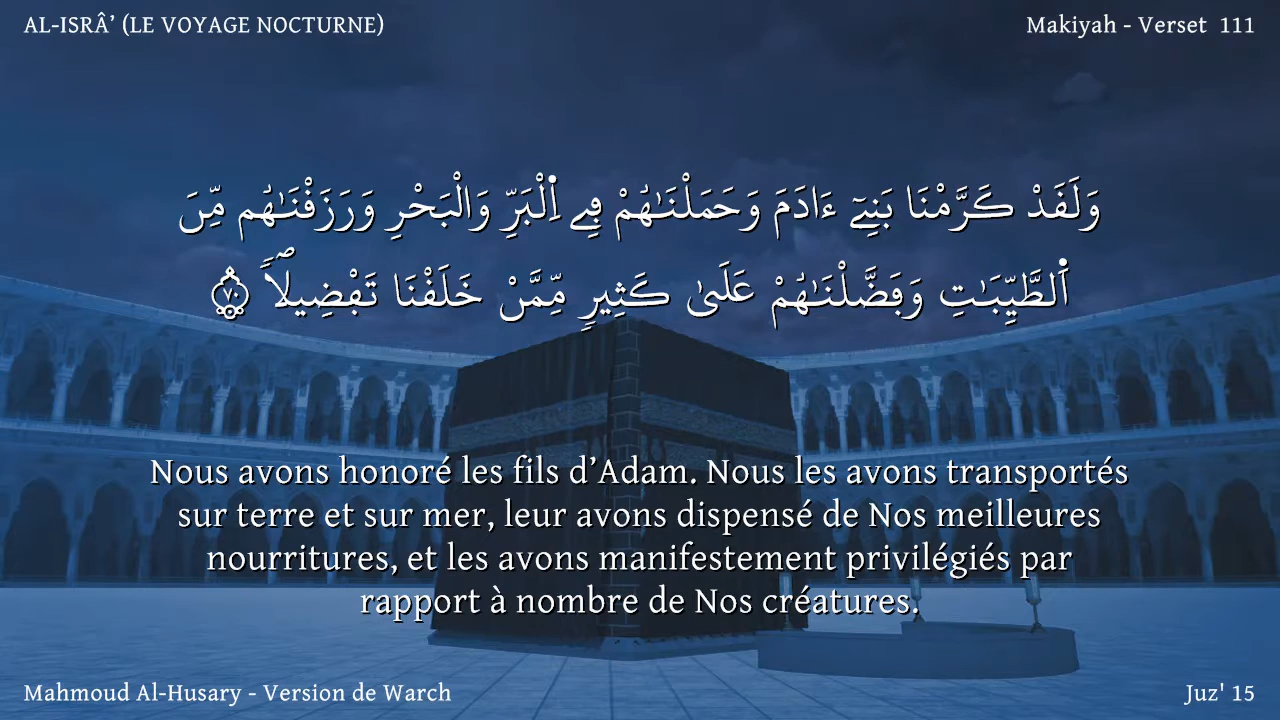 AL-ISRÂ’ (LE VOYAGE NOCTURNE)
Makiyah - Verset 111
وَلَقَدْ كَرَّمْنَا بَنِےٓ ءَادَمَ وَحَمَلْنَٰهُمْ فِے اِ۬لْبَرِّ وَالْبَحْرِ وَرَزَقْنَٰهُم مِّنَ
اَ۬لطَّيِّبَٰتِ وَفَضَّلْنَٰهُمْ عَلَىٰ كَثِيرٖ مِّمَّنْ خَلَقْنَا تَفْضِيلاٗۖ ٧٠
Nous avons honoré les fils d’Adam. Nous les avons transportés
sur terre et sur mer, leur avons dispensé de Nos meilleures
nourritures, et les avons manifestement privilégiés par
rapport à nombre de Nos créatures.
Mahmoud Al-Husary - Version de Warch
Juz' 15